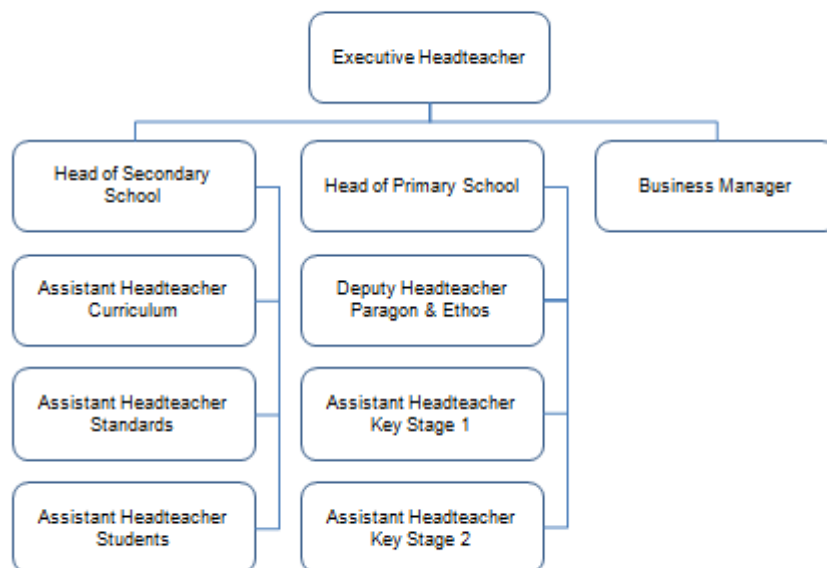 Executive Headteacher
Head of Secondary
School
Head of Primary School
Business Manager
Assistant Headteacher
Curriculum
Deputy Headteacher
Paragon & Ethos
Assistant Headteacher
Standards
Assistant Headteacher
Key Stage 1
Assistant Headteacher
Students
Assistant Headteacher
Key Stage 2